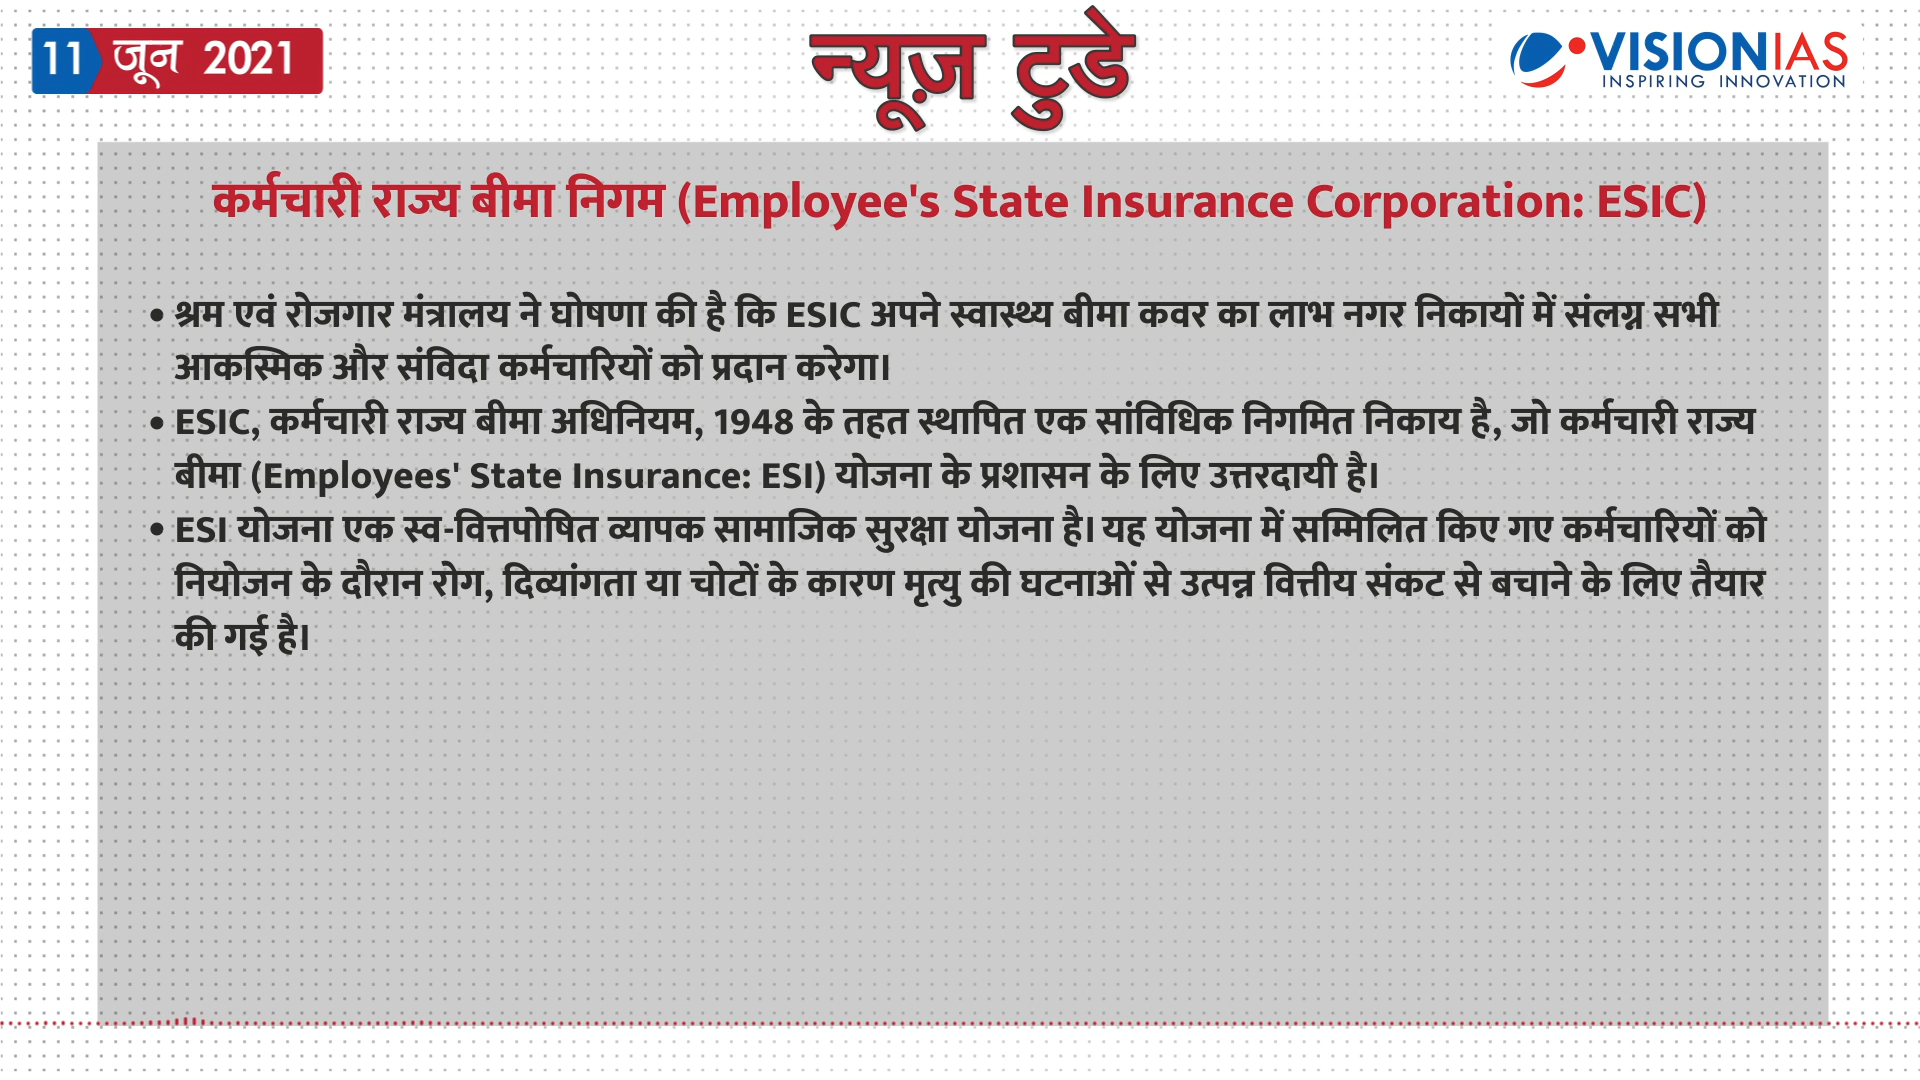 11 जून 2021
न्यूज़ टुडे
VISIONIAS
INSPIRING INNOVATION
कर्मचारी राज्य बीमा निगम (Employee's State Insurance Corporation: ESIC)
• श्रम एवं रोजगार मंत्रालय ने घोषणा की है कि ESIC अपने स्वास्थ्य बीमा कवर का लाभ नगर निकायों में संलग्न सभी
आकस्मिक और संविदा कर्मचारियों को प्रदान करेगा।
• ESIC, कर्मचारी राज्य बीमा अधिनियम, 1948 के तहत स्थापित एक सांविधिक निगमित निकाय है, जो कर्मचारी राज्य
बीमा (Employees' State Insurance: ESI) योजना के प्रशासन के लिए उत्तरदायी है।
• ESI योजना एक स्व-वित्तपोषित व्यापक सामाजिक सुरक्षा योजना है। यह योजना में सम्मिलित किए गए कर्मचारियों को
नियोजन के दौरान रोग, दिव्यांगता या चोटों के कारण मृत्यु की घटनाओं से उत्पन्न वित्तीय संकट से बचाने के लिए तैयार
की गई है।